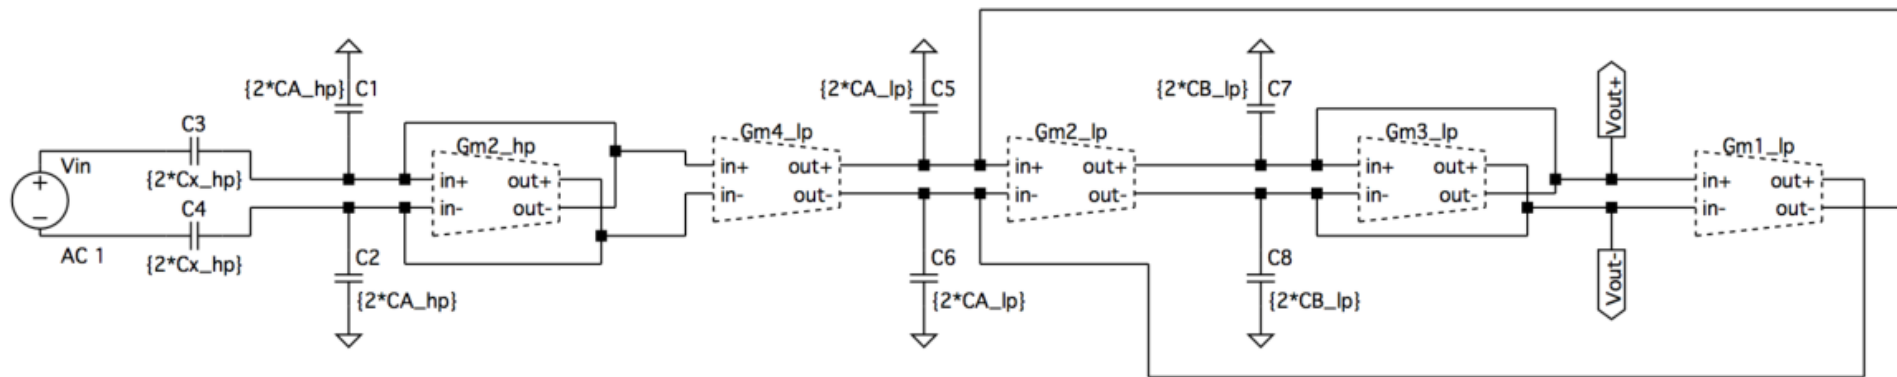 {2*CA_hp} C1
{2*CA_lp} C5
{2*CB_lp} C7
Vout+
C3
Vin
{2*Cx_hp}
C4
AC 1
{2*Cx_hp}
Gm2_hp
in+ out+
in- out-
C2
{2*CA_hp}
Gm4_lp
in+ out+
in- out-
C6
{2*CA_lp}
Gm2_lp
in+ out+
in- out-
C8
{2*CB_lp}
Gm3_lp
in+ out+
in- out-
Vout-
Gm1_lp
in+ out+
in- out-
+
−